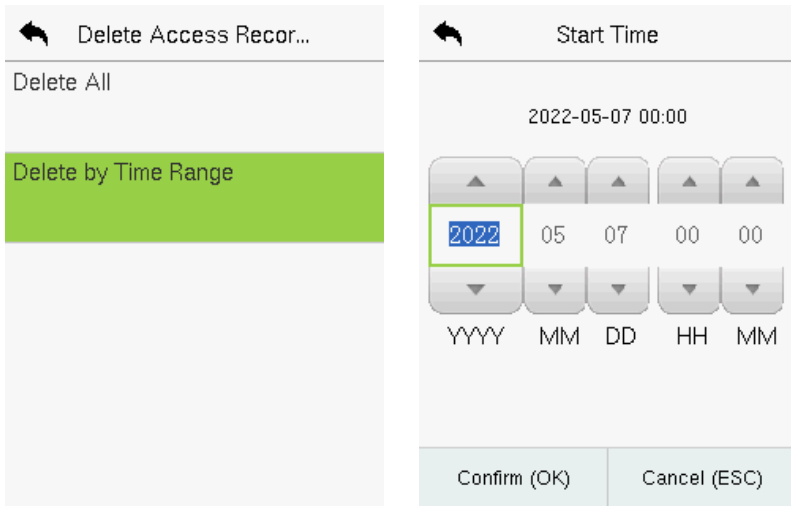 Delete Access Recor...
Delete All
Delete by Time Range
Start Time
2022-05-07 00:00
2022 05 07 00 00
YYYY MM DD HH MM
Confirm (OK) Cancel (ESC)